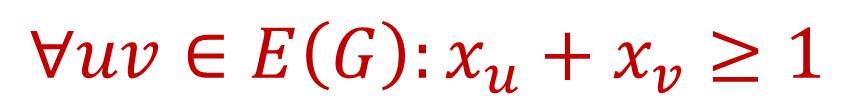 ∀uv ∈ E(G): x_u + x_v ≥ 1